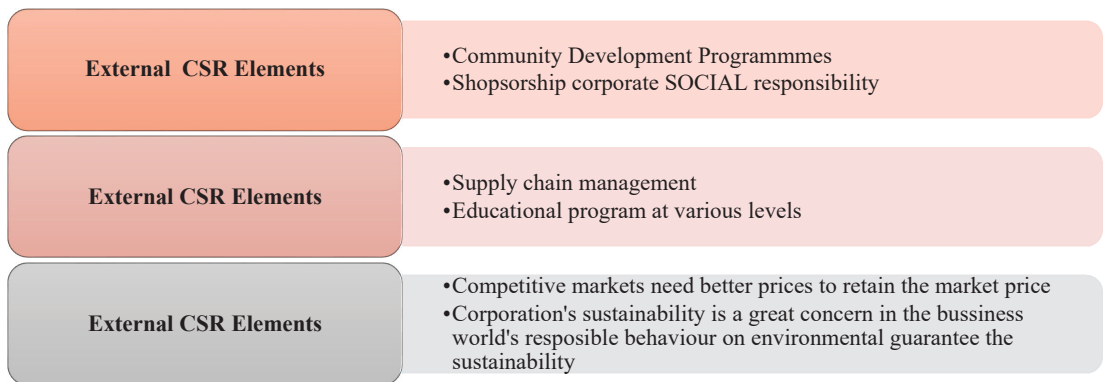 External  CSR Elements
•Community Development Programmmes
•Shopsorship corporate SOCIAL responsibility
External CSR Elements
•Supply chain management
•Educational program at various levels
External CSR Elements
•Competitive markets need better prices to retain the market price
•Corporation's sustainability is a great concern in the bussiness
world's resposible behaviour on environmental guarantee the
sustainability